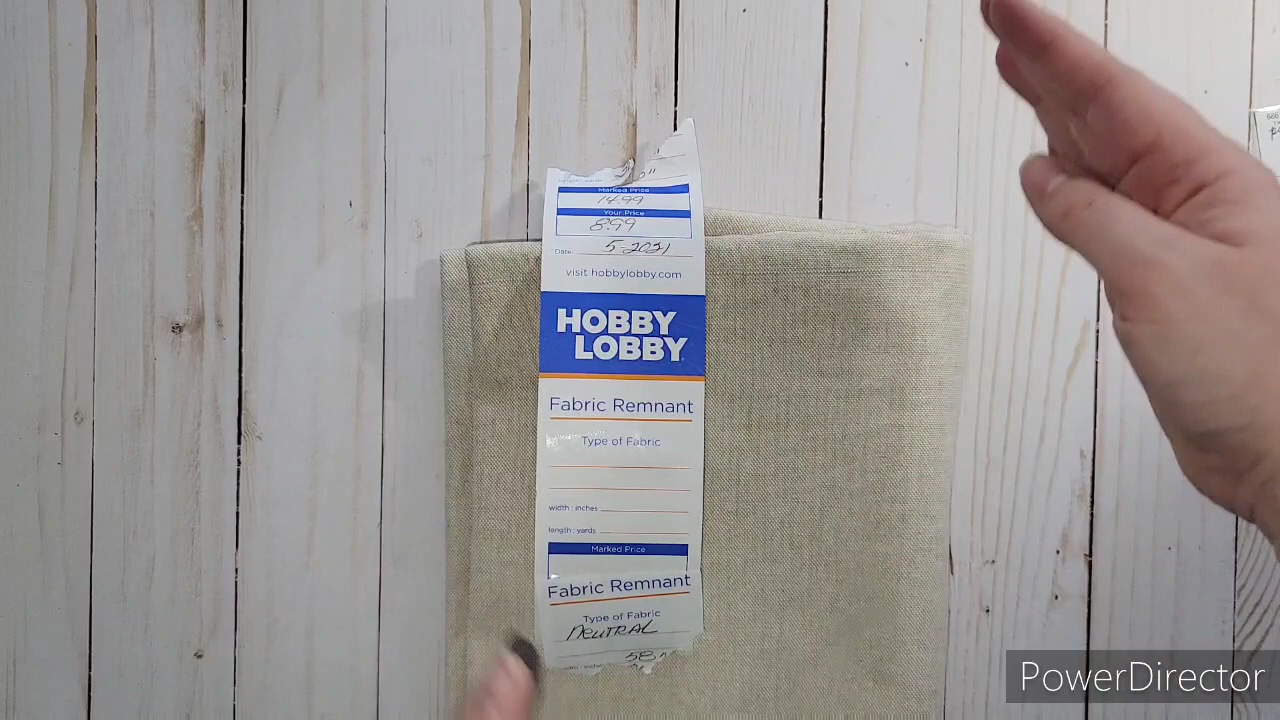 Marked Price
14.99
Your Price
8.99
Date: 5-2021
visit hobbylobby.com
HOBBY
LOBBY
Fabric Remnant
Type of Fabric
width : inches
length : yards
Marked Price
Fabric Remnant
Type of Fabric
NEUTRAL
58
PowerDirector